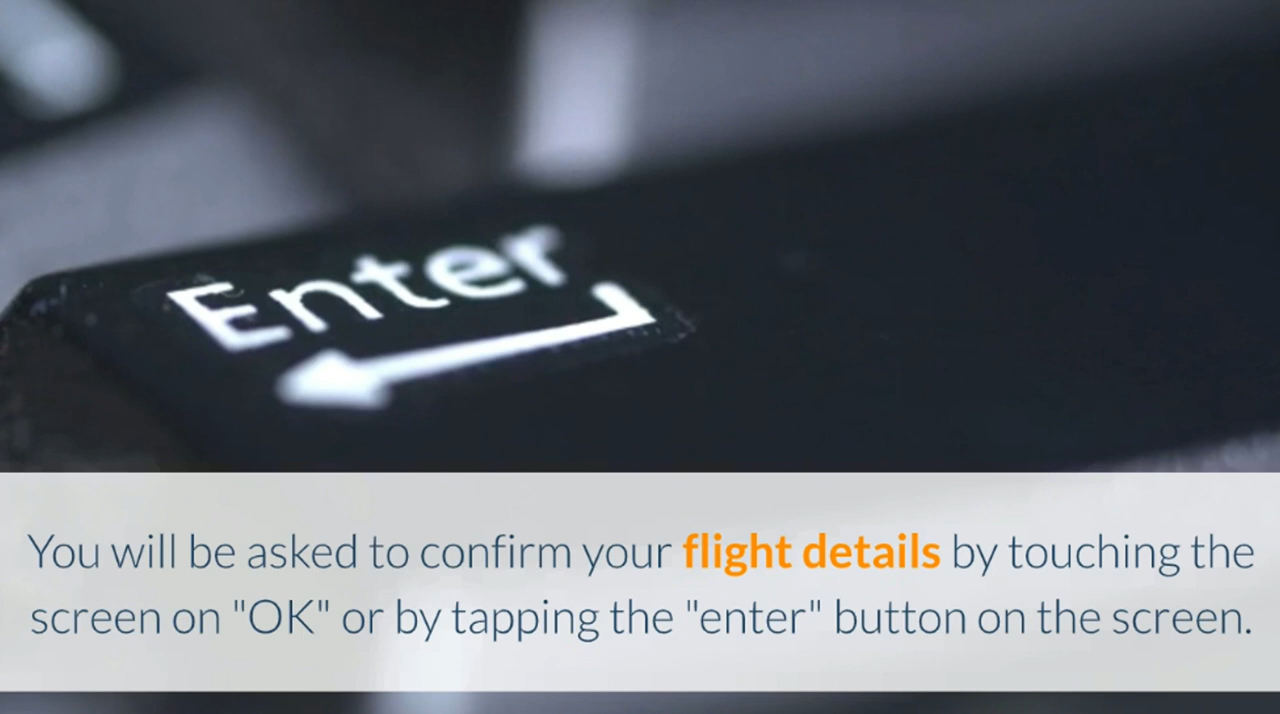 Enter
You will be asked to confirm your flight details by touching the
screen on "OK" or by tapping the "enter" button on the screen.